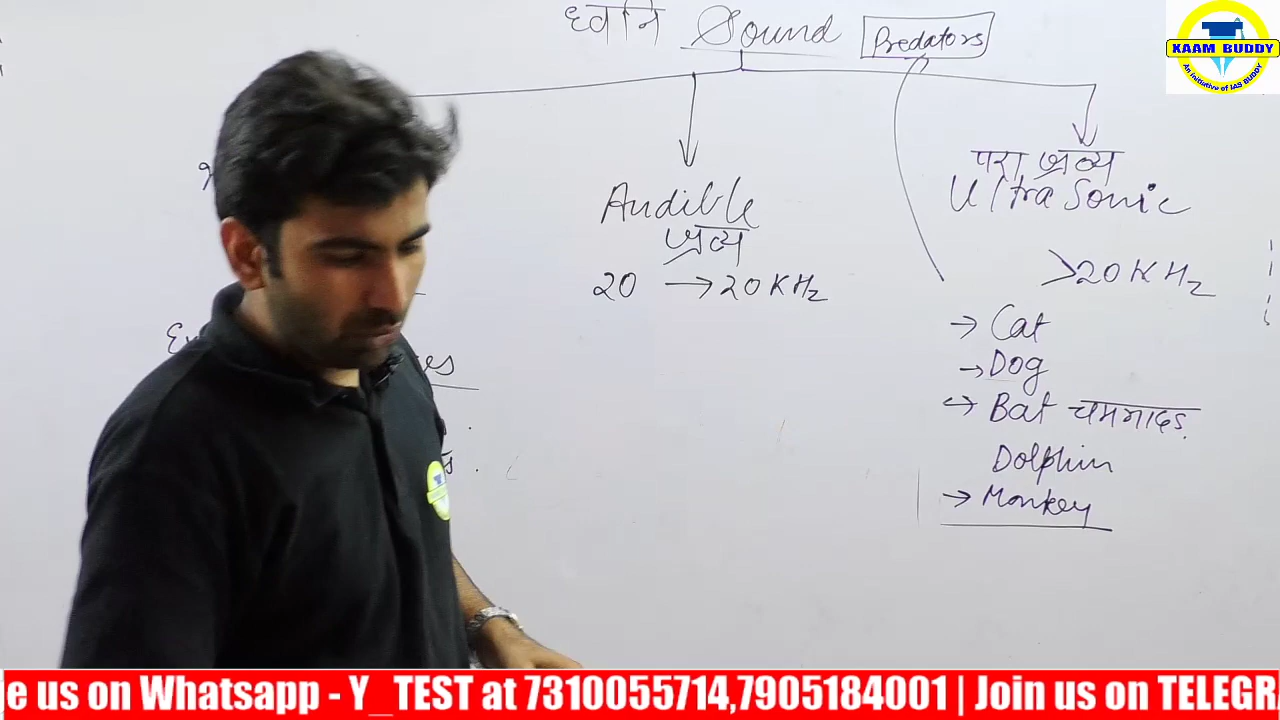 ध्वनि Sound Predators
KAAM BUDDY
An Initiative of IAS BUDDY
Audible
श्रव्य
20 → 20 KHz
परा श्रव्य
Ultra Sonic
>20 KHz
→ Cat
→ Dog
→ Bat चमगादड़
Dolphin
→ Monkey
e us on Whatsapp - Y_TEST at 7310055714,7905184001 | Join us on TELEGR